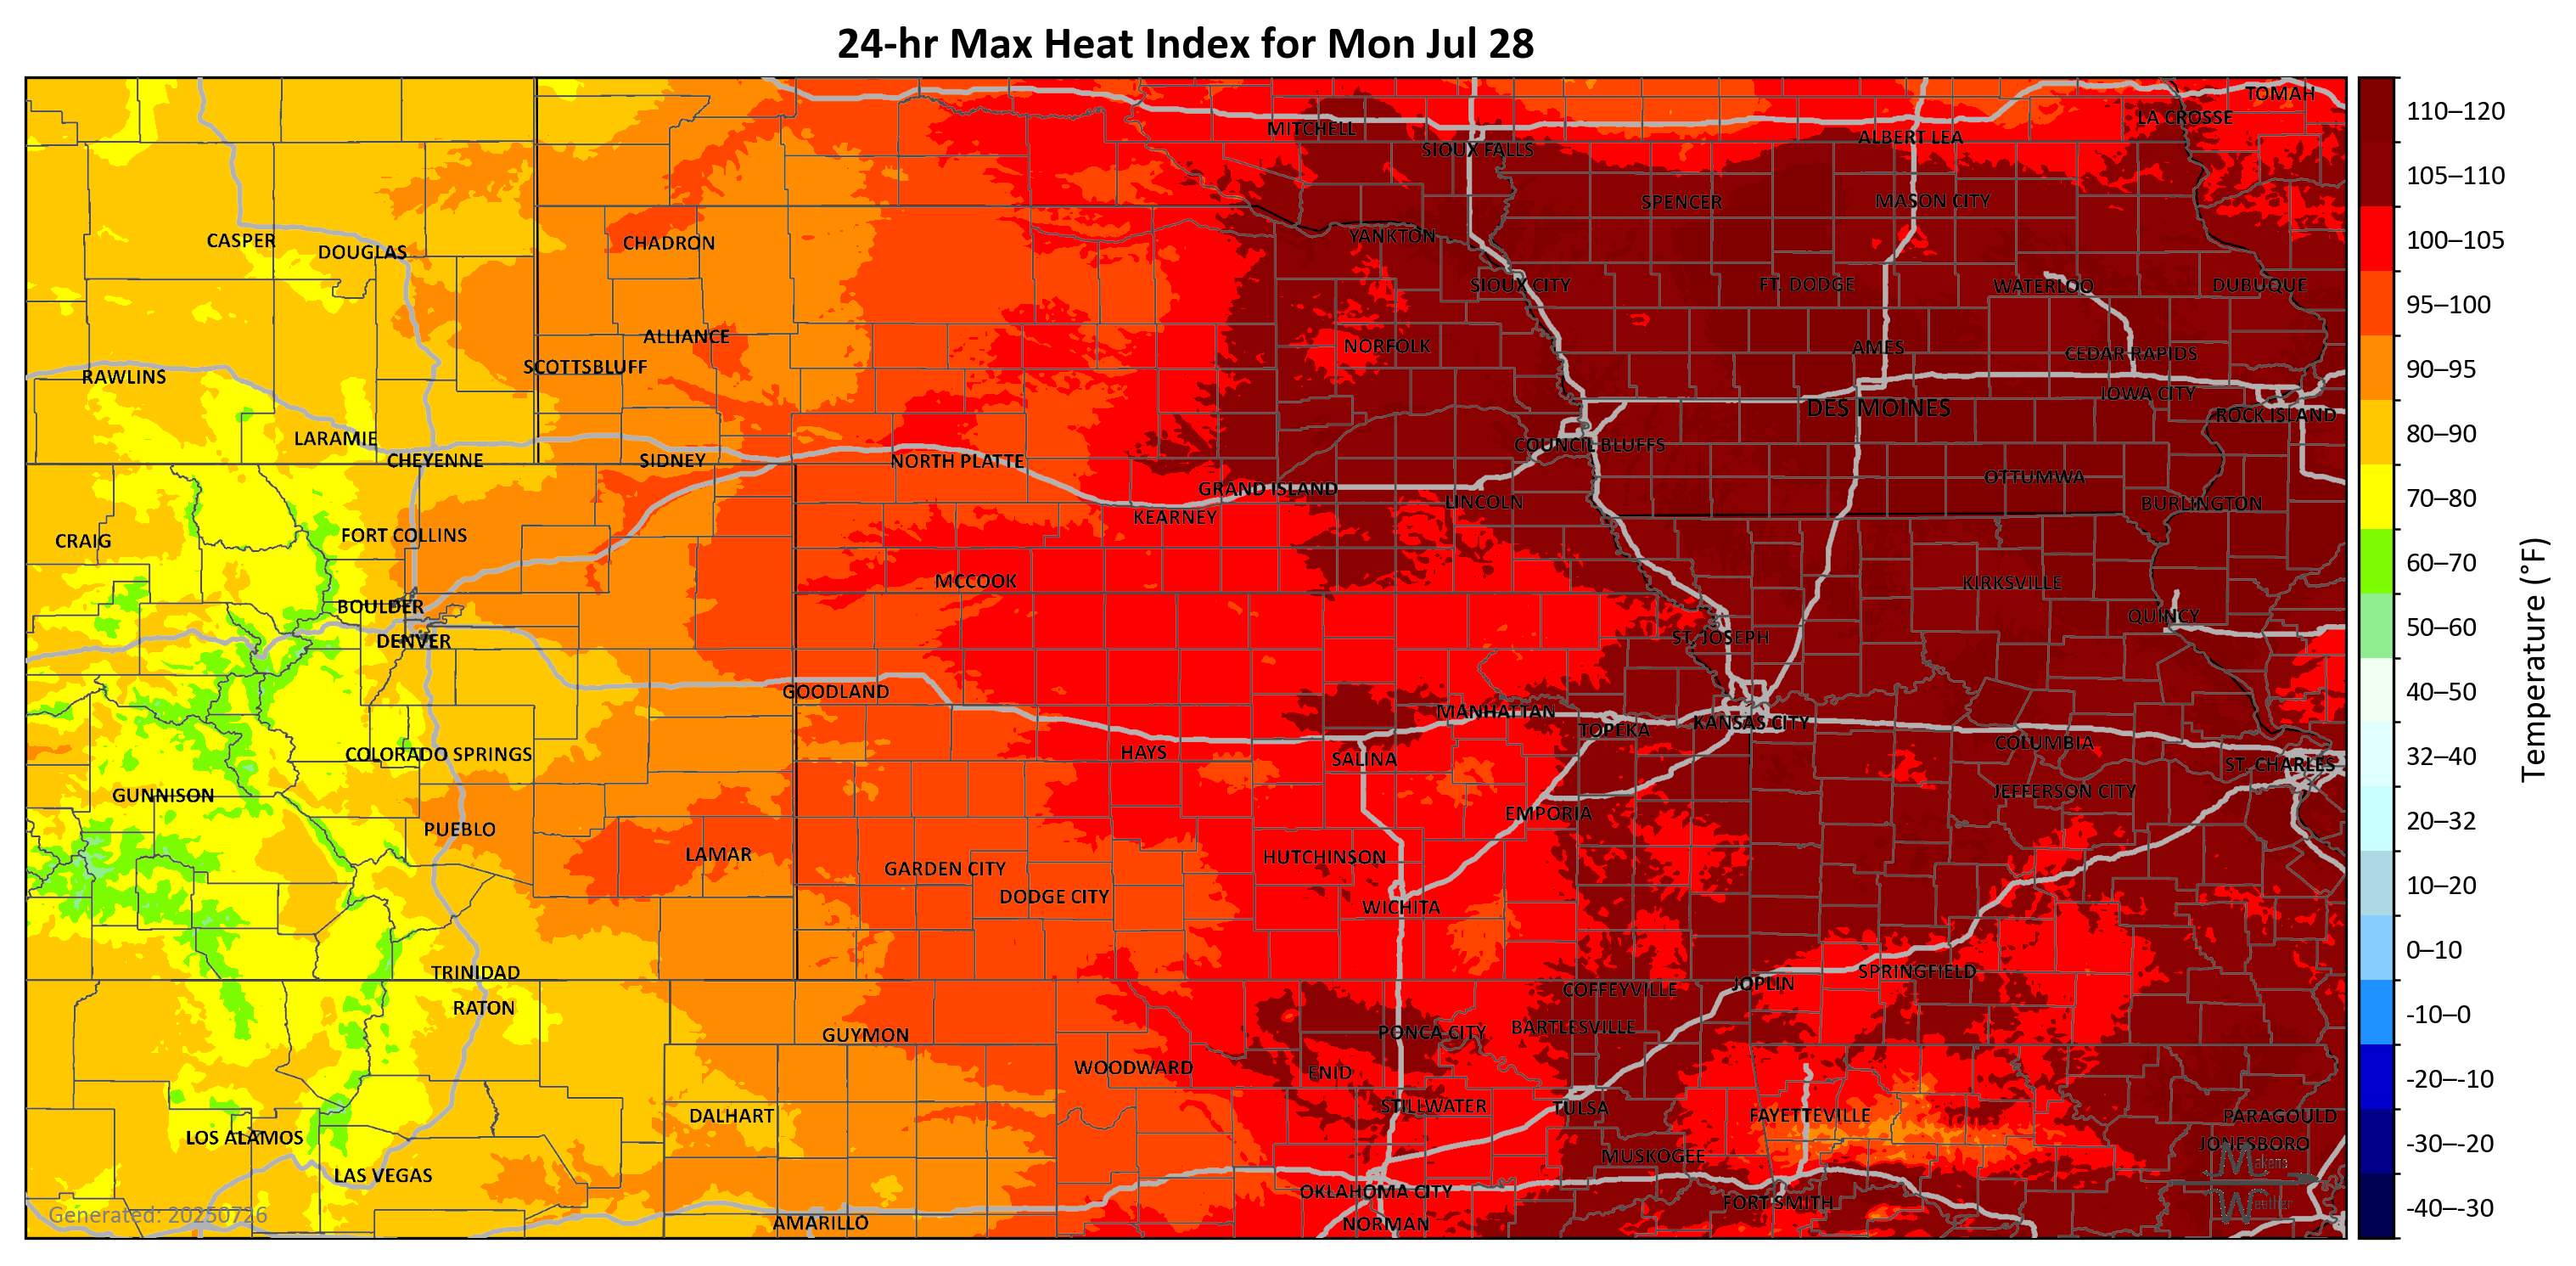 24-hr Max Heat Index for Mon Jul 28
TOMAH
LA CROSSE
MITCHELL
ALBERT LEA
SIOUX FALLS
SPENCER
MASON CITY
CASPER
DOUGLAS
CHADRON
YANKTON
SIOUX CITY
FT. DODGE
WATERLOO
DUBUQUE
ALLIANCE
NORFOLK
AMES
CEDAR RAPIDS
SCOTTSBLUFF
RAWLINS
IOWA CITY
DES MOINES
ROCK ISLAND
LARAMIE
COUNCIL BLUFFS
CHEYENNE
SIDNEY
NORTH PLATTE
OTTUMWA
GRAND ISLAND
LINCOLN
BURLINGTON
KEARNEY
CRAIG
FORT COLLINS
MCCOOK
KIRKSVILLE
BOULDER
QUINCY
DENVER
ST. JOSEPH
GOODLAND
MANHATTAN
TOPEKA
KANSAS CITY
COLUMBIA
COLORADO SPRINGS
HAYS
SALINA
ST. CHARLES
GUNNISON
JEFFERSON CITY
EMPORIA
PUEBLO
LAMAR
HUTCHINSON
GARDEN CITY
DODGE CITY
WICHITA
TRINIDAD
SPRINGFIELD
JOPLIN
COFFEYVILLE
RATON
GUYMON
PONCA CITY
BARTLESVILLE
WOODWARD
ENID
STILLWATER
TULSA
DALHART
FAYETTEVILLE
PARAGOULD
LOS ALAMOS
JONESBORO
MUSKOGEE
LAS VEGAS
OKLAHOMA CITY
FORT SMITH
AMARILLO
NORMAN
Generated: 20250726
Makens
Weather
110–120
105–110
100–105
95–100
90–95
80–90
70–80
60–70
50–60
40–50
32–40
20–32
10–20
0–10
-10–0
-20–-10
-30–-20
-40–-30
Temperature (°F)